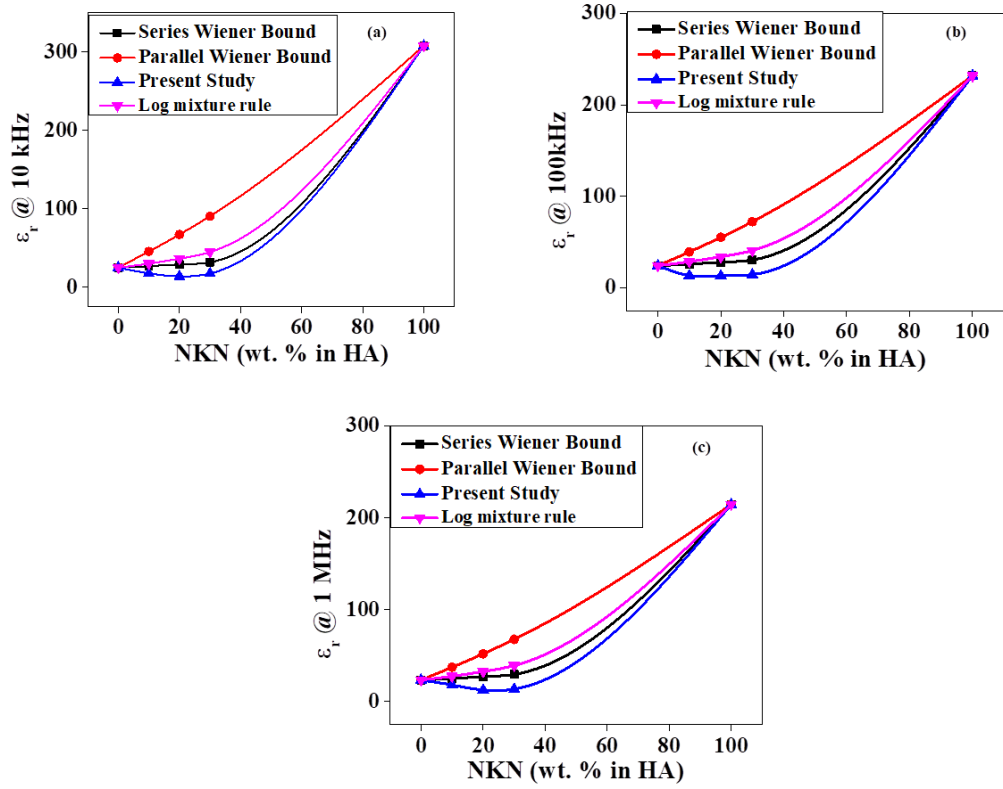 (a)
Series Wiener Bound
Parallel Wiener Bound
Present Study
Log mixture rule
300
200
100
0
εr @ 10 kHz
0 20 40 60 80 100
NKN (wt. % in HA)
(b)
Series Wiener Bound
Parallel Wiener Bound
Present Study
Log mixture rule
300
200
100
0
εr @ 100kHz
0 20 40 60 80 100
NKN (wt. % in HA)
(c)
Series Wiener Bound
Parallel Wiener Bound
Present Study
Log mixture rule
300
200
100
0
εr @ 1 MHz
0 20 40 60 80 100
NKN (wt. % in HA)